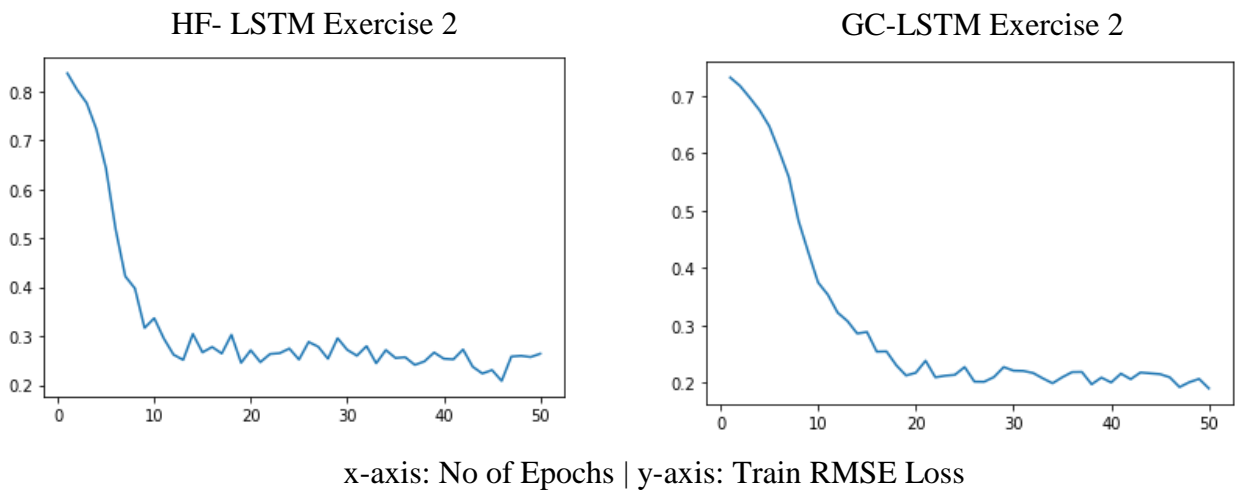 HF- LSTM Exercise 2
GC-LSTM Exercise 2
0.8
0.7
0.6
0.5
0.4
0.3
0.2
0 10 20 30 40 50
0.7
0.6
0.5
0.4
0.3
0.2
0 10 20 30 40 50
x-axis: No of Epochs | y-axis: Train RMSE Loss